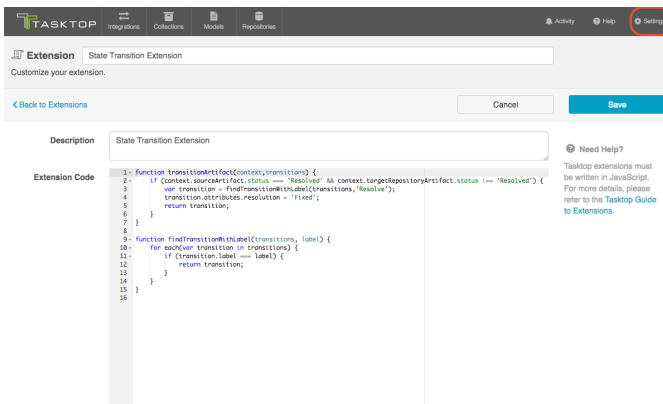 TASKTOP
Integrations Collections Models Repositories
Activity Help Settings
Extension State Transition Extension
Customize your extension.
Back to Extensions
Cancel Save
Description State Transition Extension
Need Help?
Tasktop extensions must
be written in JavaScript.
For more details, please
refer to the Tasktop Guide
to Extensions.
Extension Code
1 function transitionArtifact(context,transitions) {
2 if (context.sourceArtifact.status === 'Resolved' && context.targetRepositoryArtifact.status !== 'Resolved') {
3 var transition = findTransitionWithLabel(transitions,'Resolve');
4 transition.attributes.resolution = 'Fixed';
5 return transition;
6 }
7 }
8
9 function findTransitionWithLabel(transitions, label) {
10 for each(var transition in transitions) {
11 if (transition.label === label) {
12 return transition;
13 }
14 }
15 }
16